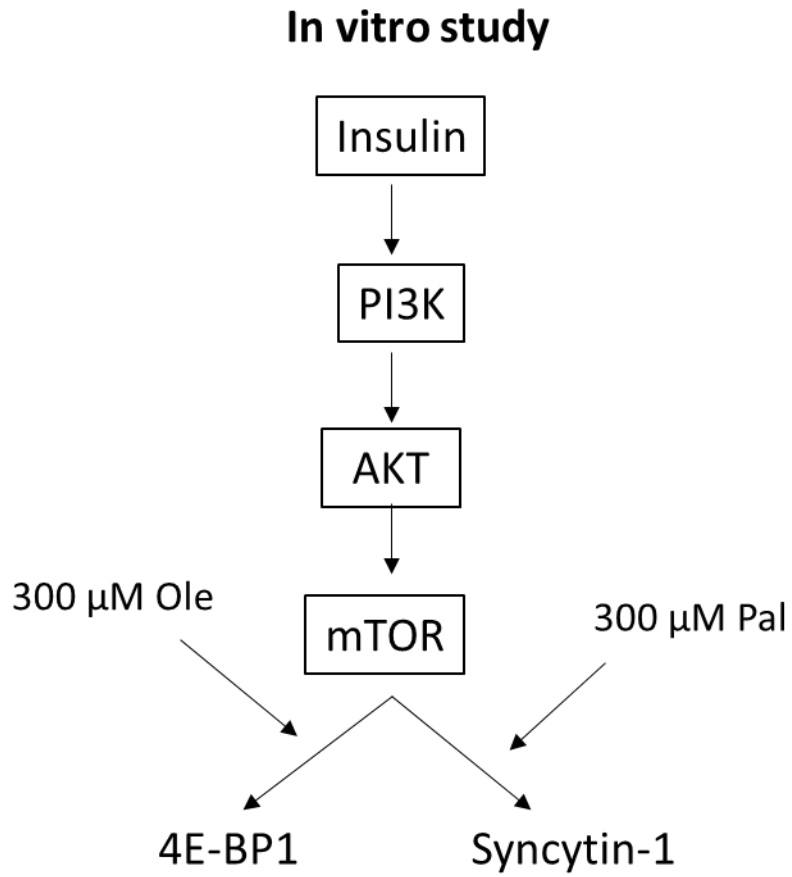 In vitro study
Insulin
PI3K
AKT
300 μM Ole
mTOR
300 μM Pal
4E-BP1
Syncytin-1